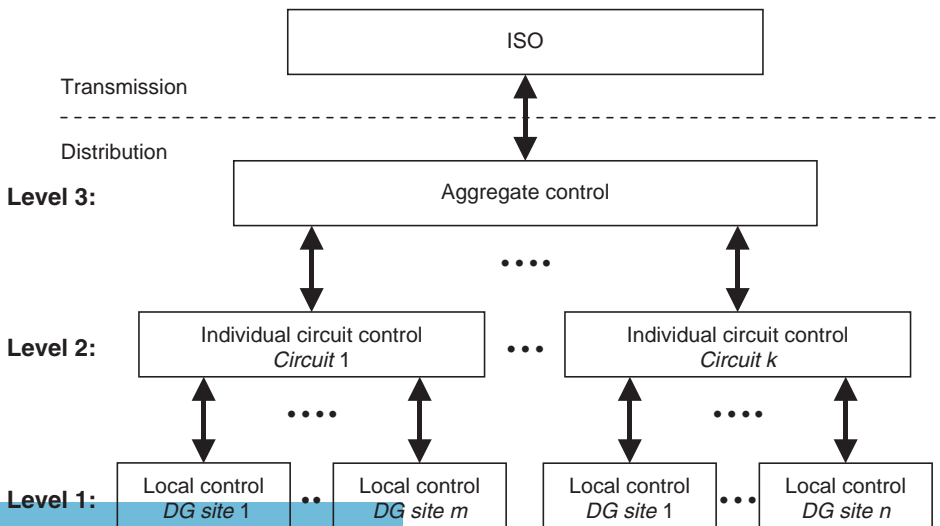 ISO
Transmission
Distribution
Level 3:
Aggregate control
Level 2:
Individual circuit control
Circuit 1
Individual circuit control
Circuit k
Level 1:
Local control
DG site 1
Local control
DG site m
Local control
DG site 1
Local control
DG site n